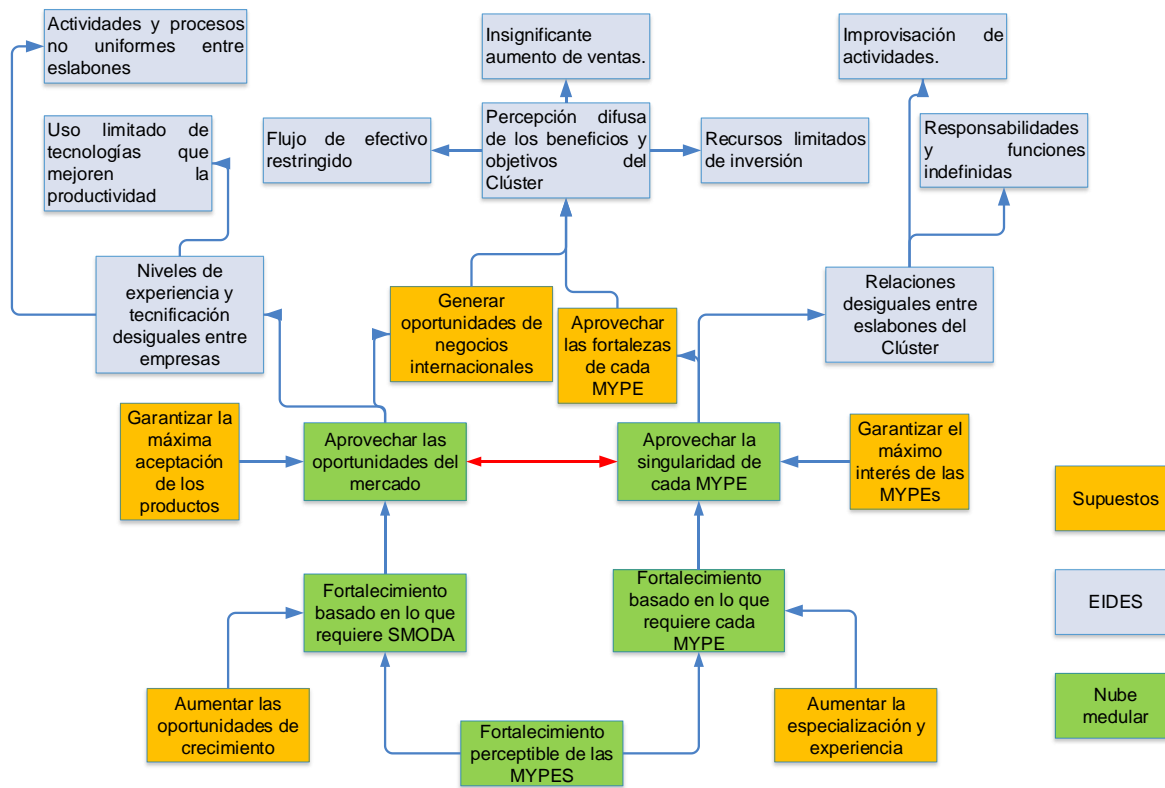 Actividades y procesos
no uniformes entre
eslabones
Insignificante
aumento de ventas.
Improvisación de
actividades.
Uso limitado de
tecnologías que
mejoren la
productividad
Flujo de efectivo
restringido
Percepción difusa
de los beneficios y
objetivos del
Clúster
Recursos limitados
de inversión
Responsabilidades
y funciones
indefinidas
Niveles de
experiencia y
tecnificación
desiguales entre
empresas
Generar
oportunidades de
negocios
internacionales
Aprovechar
las fortalezas
de cada
MYPE
Relaciones
desiguales entre
eslabones del
Clúster
Garantizar la
máxima
aceptación
de los
productos
Aprovechar las
oportunidades del
mercado
Aprovechar la
singularidad de
cada MYPE
Garantizar el
máximo
interés de las
MYPEs
Supuestos
Fortalecimiento
basado en lo que
requiere SMODA
Fortalecimiento
basado en lo que
requiere cada
MYPE
EIDES
Aumentar las
oportunidades de
crecimiento
Fortalecimiento
perceptible de las
MYPES
Aumentar la
especialización y
experiencia
Nube
medular